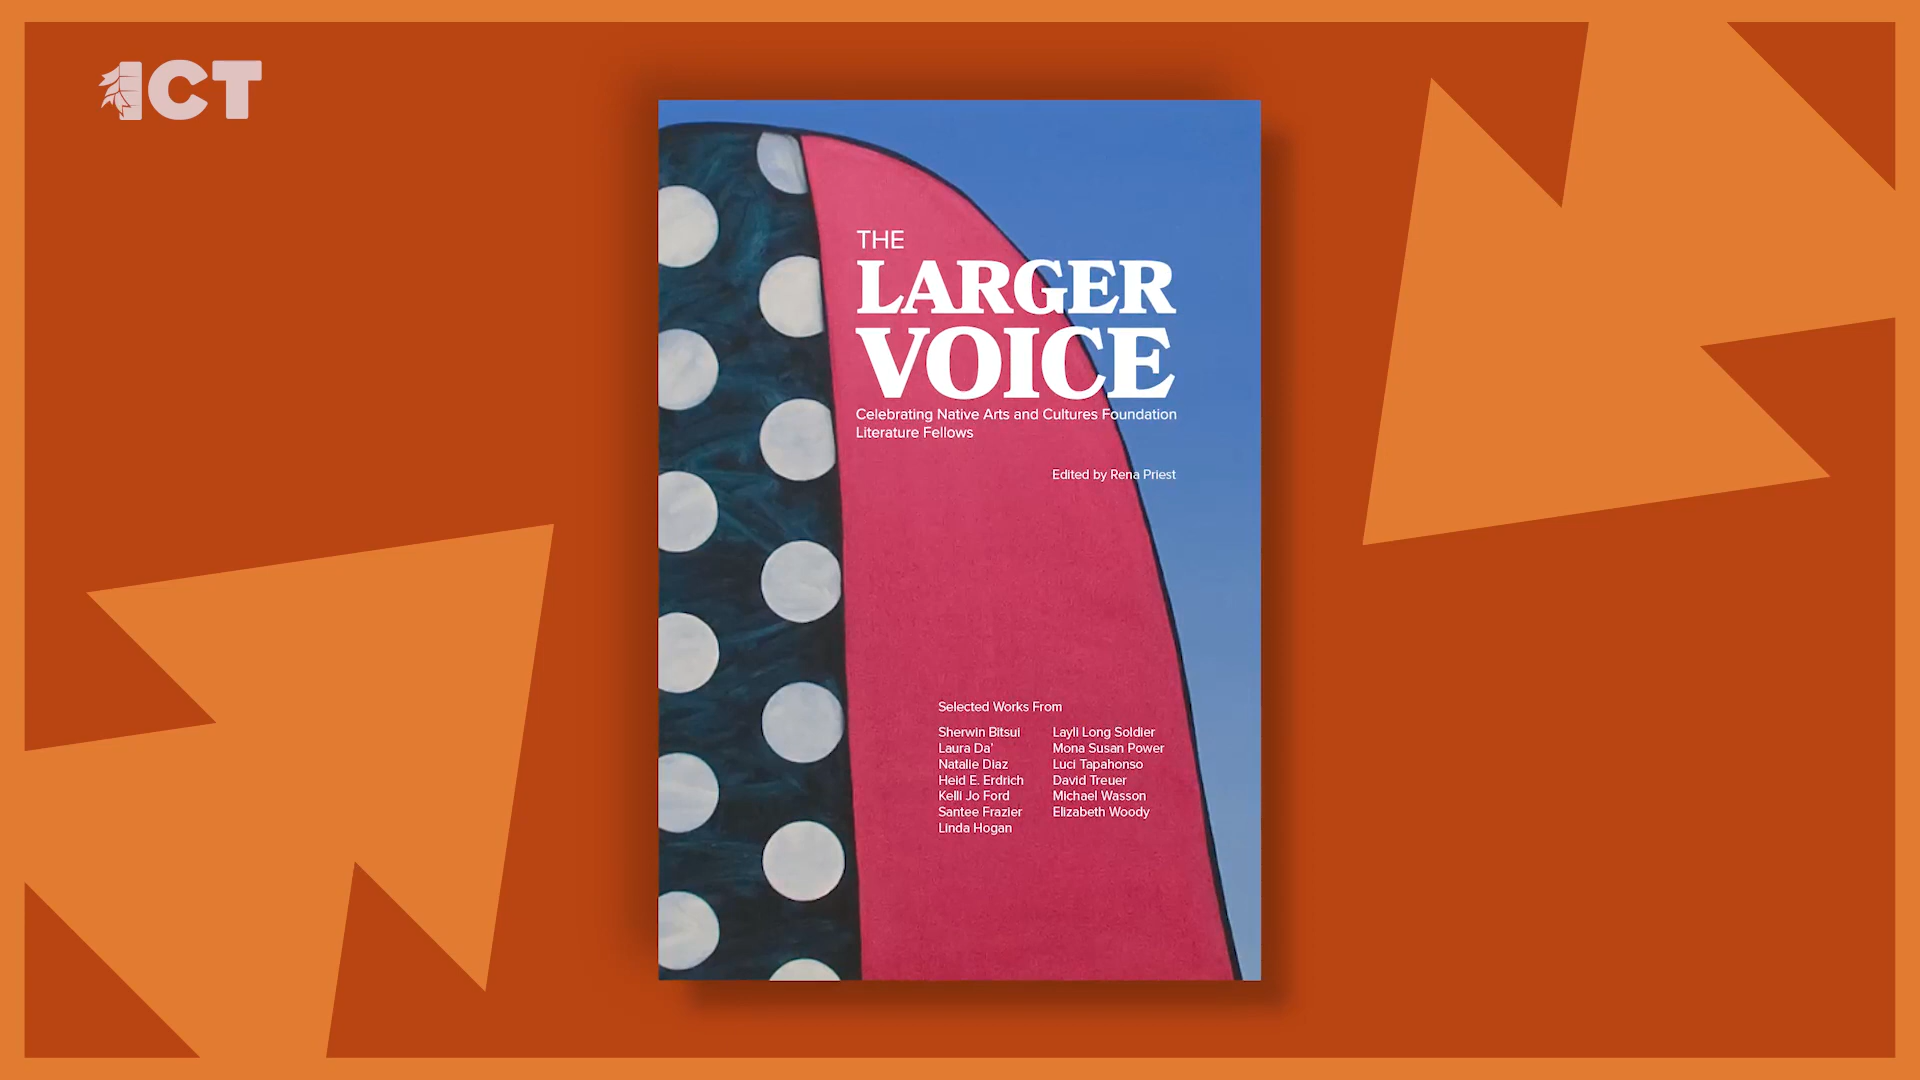 ICT
THE
LARGER
VOICE
Celebrating Native Arts and Cultures Foundation
Literature Fellows
Edited by Rena Priest
Selected Works From
Sherwin Bitsui
Laura Da'
Natalie Diaz
Heid E. Erdrich
Kelli Jo Ford
Santee Frazier
Linda Hogan
Layli Long Soldier
Mona Susan Power
Luci Tapahonso
David Treuer
Michael Wasson
Elizabeth Woody